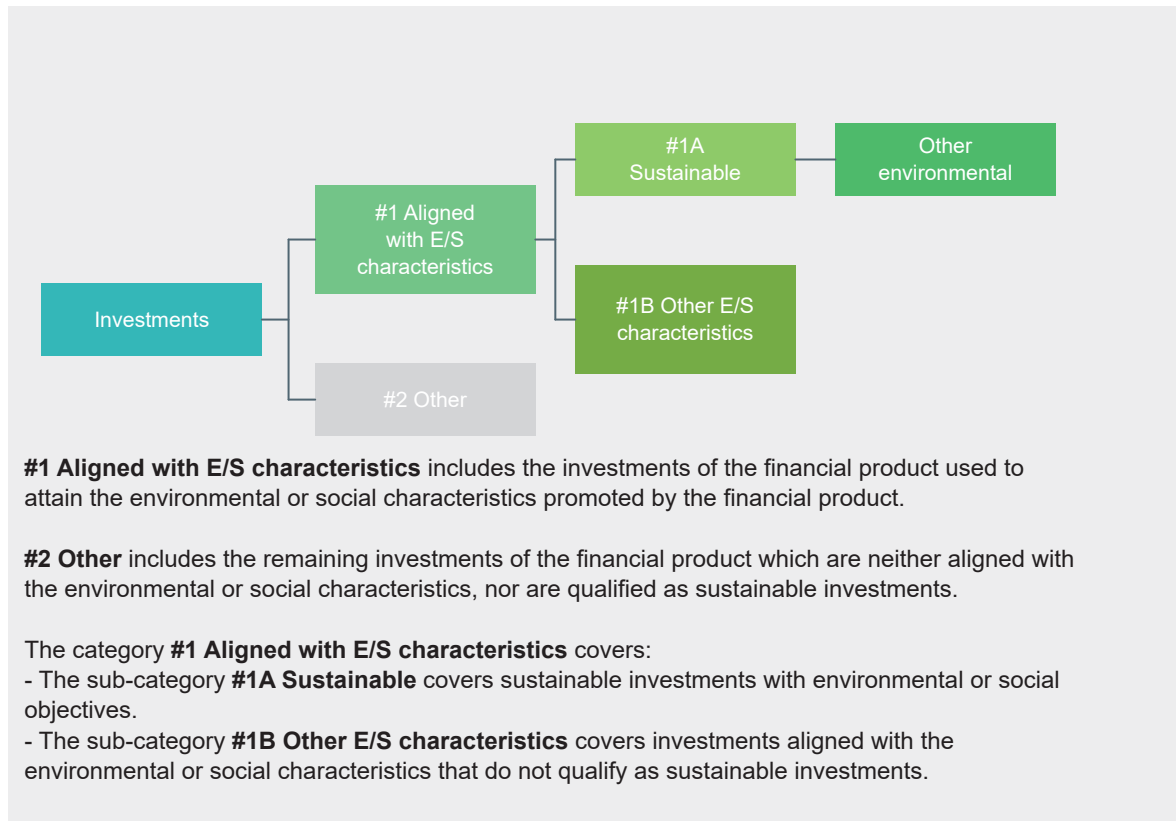 #1A
Sustainable
Other
environmental
#1 Aligned
with E/S
characteristics
Investments
#1B Other E/S
characteristics
#2 Other
#1 Aligned with E/S characteristics includes the investments of the financial product used to
attain the environmental or social characteristics promoted by the financial product.
#2 Other includes the remaining investments of the financial product which are neither aligned with
the environmental or social characteristics, nor are qualified as sustainable investments.
The category #1 Aligned with E/S characteristics covers:
- The sub-category #1A Sustainable covers sustainable investments with environmental or social
objectives.
- The sub-category #1B Other E/S characteristics covers investments aligned with the
environmental or social characteristics that do not qualify as sustainable investments.